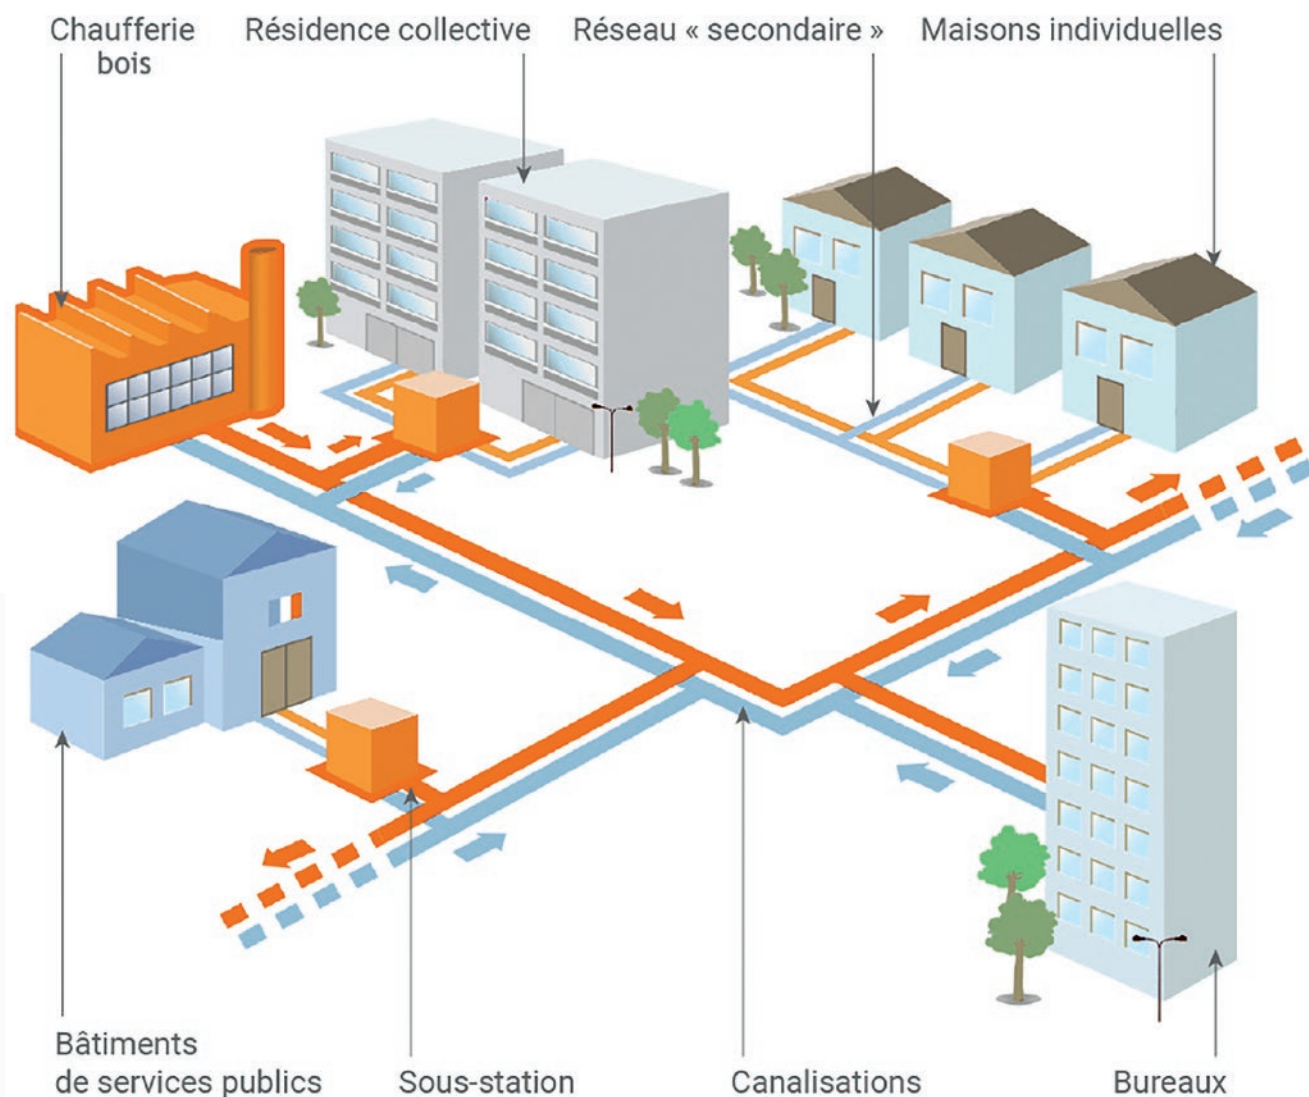 Chaufferie
bois
Résidence collective
Réseau « secondaire »
Maisons individuelles
Bâtiments
de services publics
Sous-station
Canalisations
Bureaux